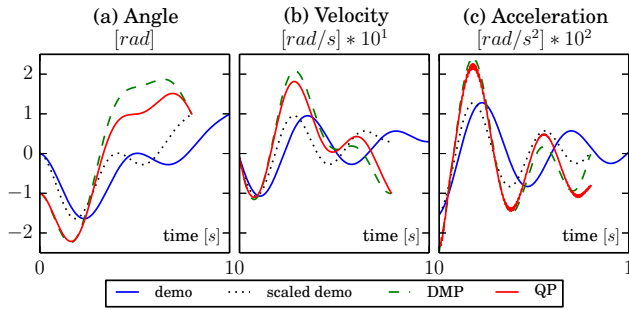 (a) Angle
[rad]
(b) Velocity
[rad/s] * 10¹
(c) Acceleration
[rad/s²] * 10²
2
1
0
−1
−2
time [s]
time [s]
time [s]
0
10
10
1
demo
scaled demo
DMP
QP